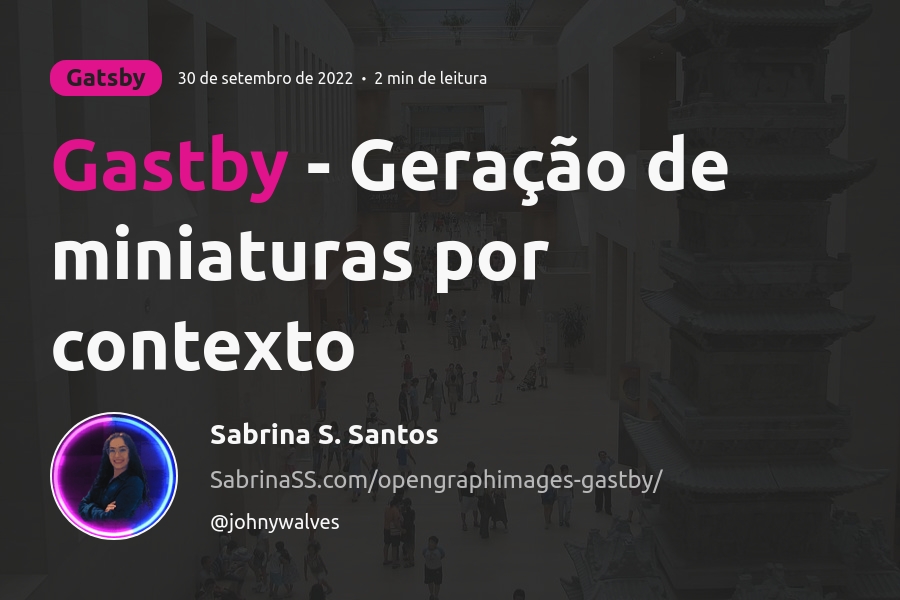 Gatsby 30 de setembro de 2022 • 2 min de leitura
Gastby - Geração de
miniaturas por
contexto
Sabrina S. Santos
SabrinaSS.com/opengraphimages-gastby/
@johnywalves